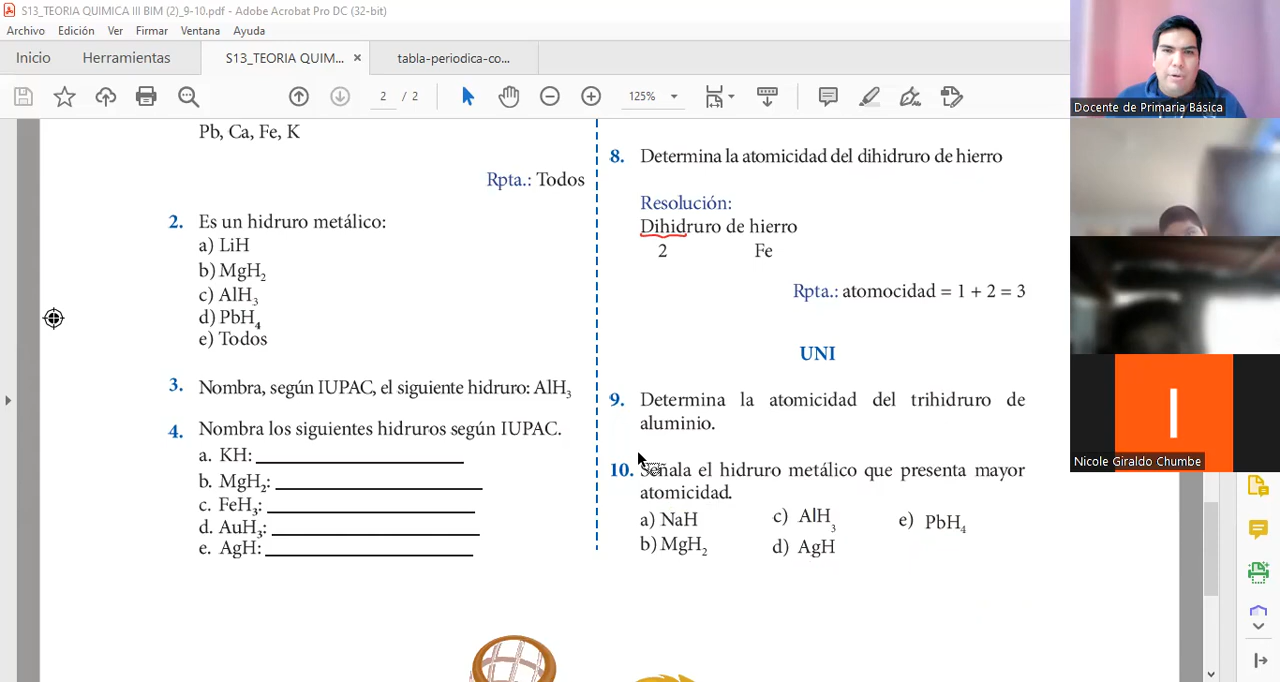 S13_TEORIA QUIMICA III BIM (2)_9-10.pdf - Adobe Acrobat Pro DC (32-bit)
Archivo Edición Ver Firmar Ventana Ayuda
Inicio Herramientas S13_TEORIA QUIM... × tabla-periodica-co...
2 / 2 125%
Pb, Ca, Fe, K
Rpta.: Todos
2. Es un hidruro metálico:
a) LiH
b) MgH₂
c) AlH₃
d) PbH₄
e) Todos
3. Nombra, según IUPAC, el siguiente hidruro: AlH₃
4. Nombra los siguientes hidruros según IUPAC.
a. KH:
b. MgH₂:
c. FeH₃:
d. AuH₃:
e. AgH:
8. Determina la atomicidad del dihidruro de hierro
Resolución:
Dihidruro de hierro
2 Fe
Rpta.: atomocidad = 1 + 2 = 3
UNI
9. Determina la atomicidad del trihidruro de
aluminio.
10. Señala el hidruro metálico que presenta mayor
atomicidad.
a) NaH c) AlH₃ e) PbH₄
b) MgH₂ d) AgH
Docente de Primaria Básica
I
Nicole Giraldo Chumbe